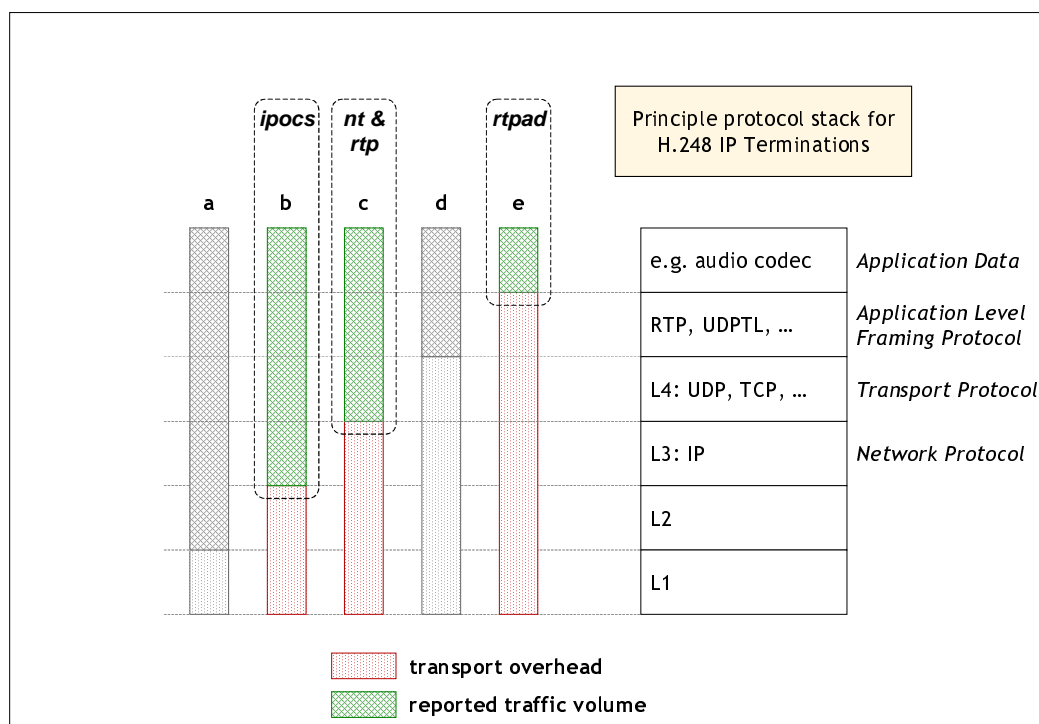 ipocs
nt &
rtp
rtpad
Principle protocol stack for
H.248 IP Terminations
a
b
c
d
e
e.g. audio codec
Application Data
RTP, UDPTL, ...
Application Level
Framing Protocol
L4: UDP, TCP, ...
Transport Protocol
L3: IP
Network Protocol
L2
L1
transport overhead
reported traffic volume